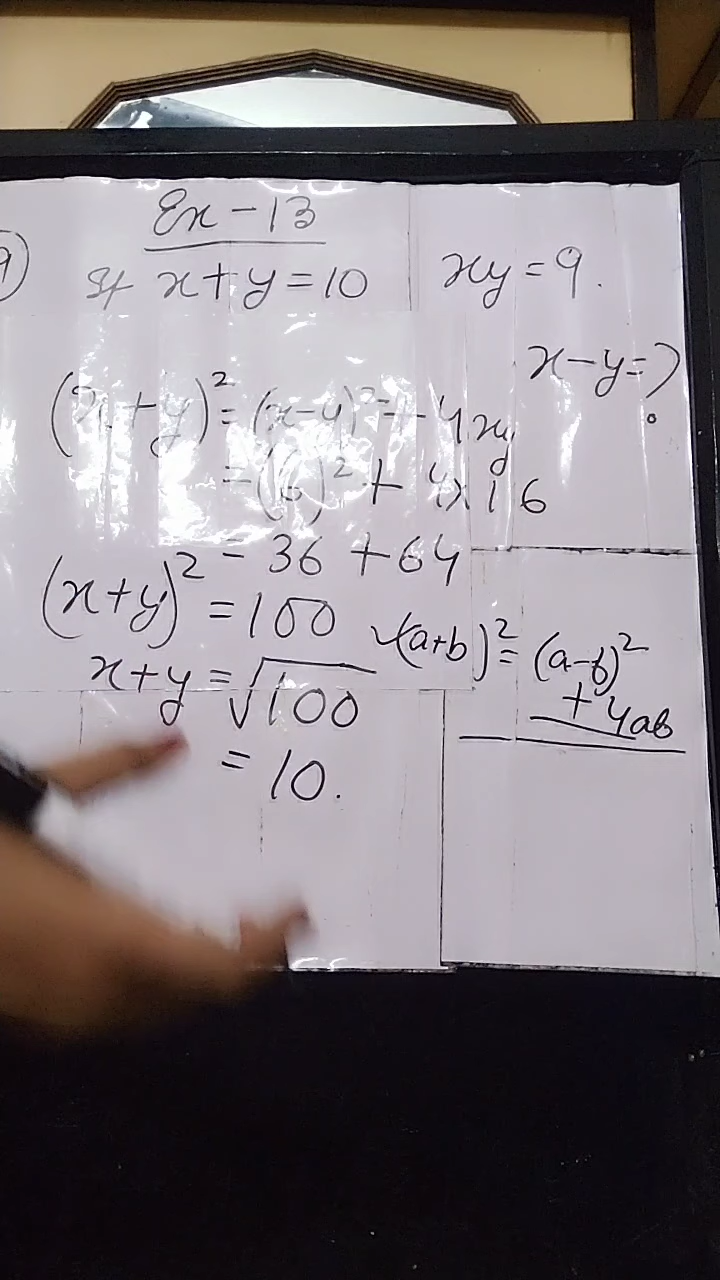 Ex - 13
9) If x + y = 10 xy = 9.
x - y = ?
(x + y)² = (x - y)² + 4xy
= (6)² + 4 x 16
= 36 + 64
(x + y)² = 100
(a+b)² = (a-b)²
+ 4ab
x + y = √100
= 10.